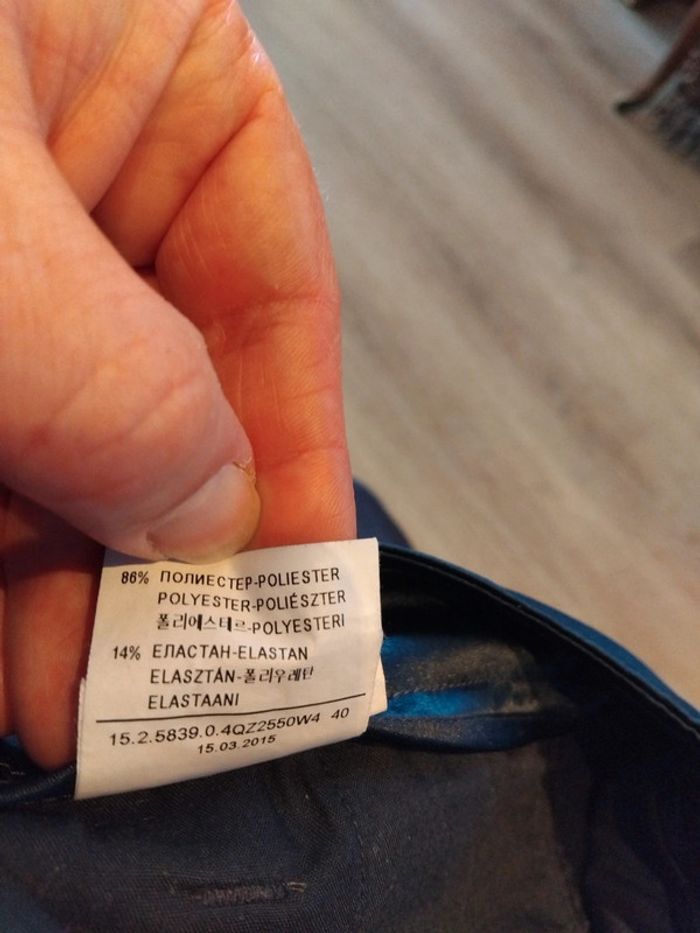 86% ПОЛИЕСТЕР-POLIESTER
POLYESTER-POLIÉSZTER
폴리에스테르-POLYESTERI
14% ЕЛАСТАН-ELASTAN
ELASZTÁN-폴리우레탄
ELASTAANI
15.2.5839.0.4QZ2550W4 40
15.03.2015